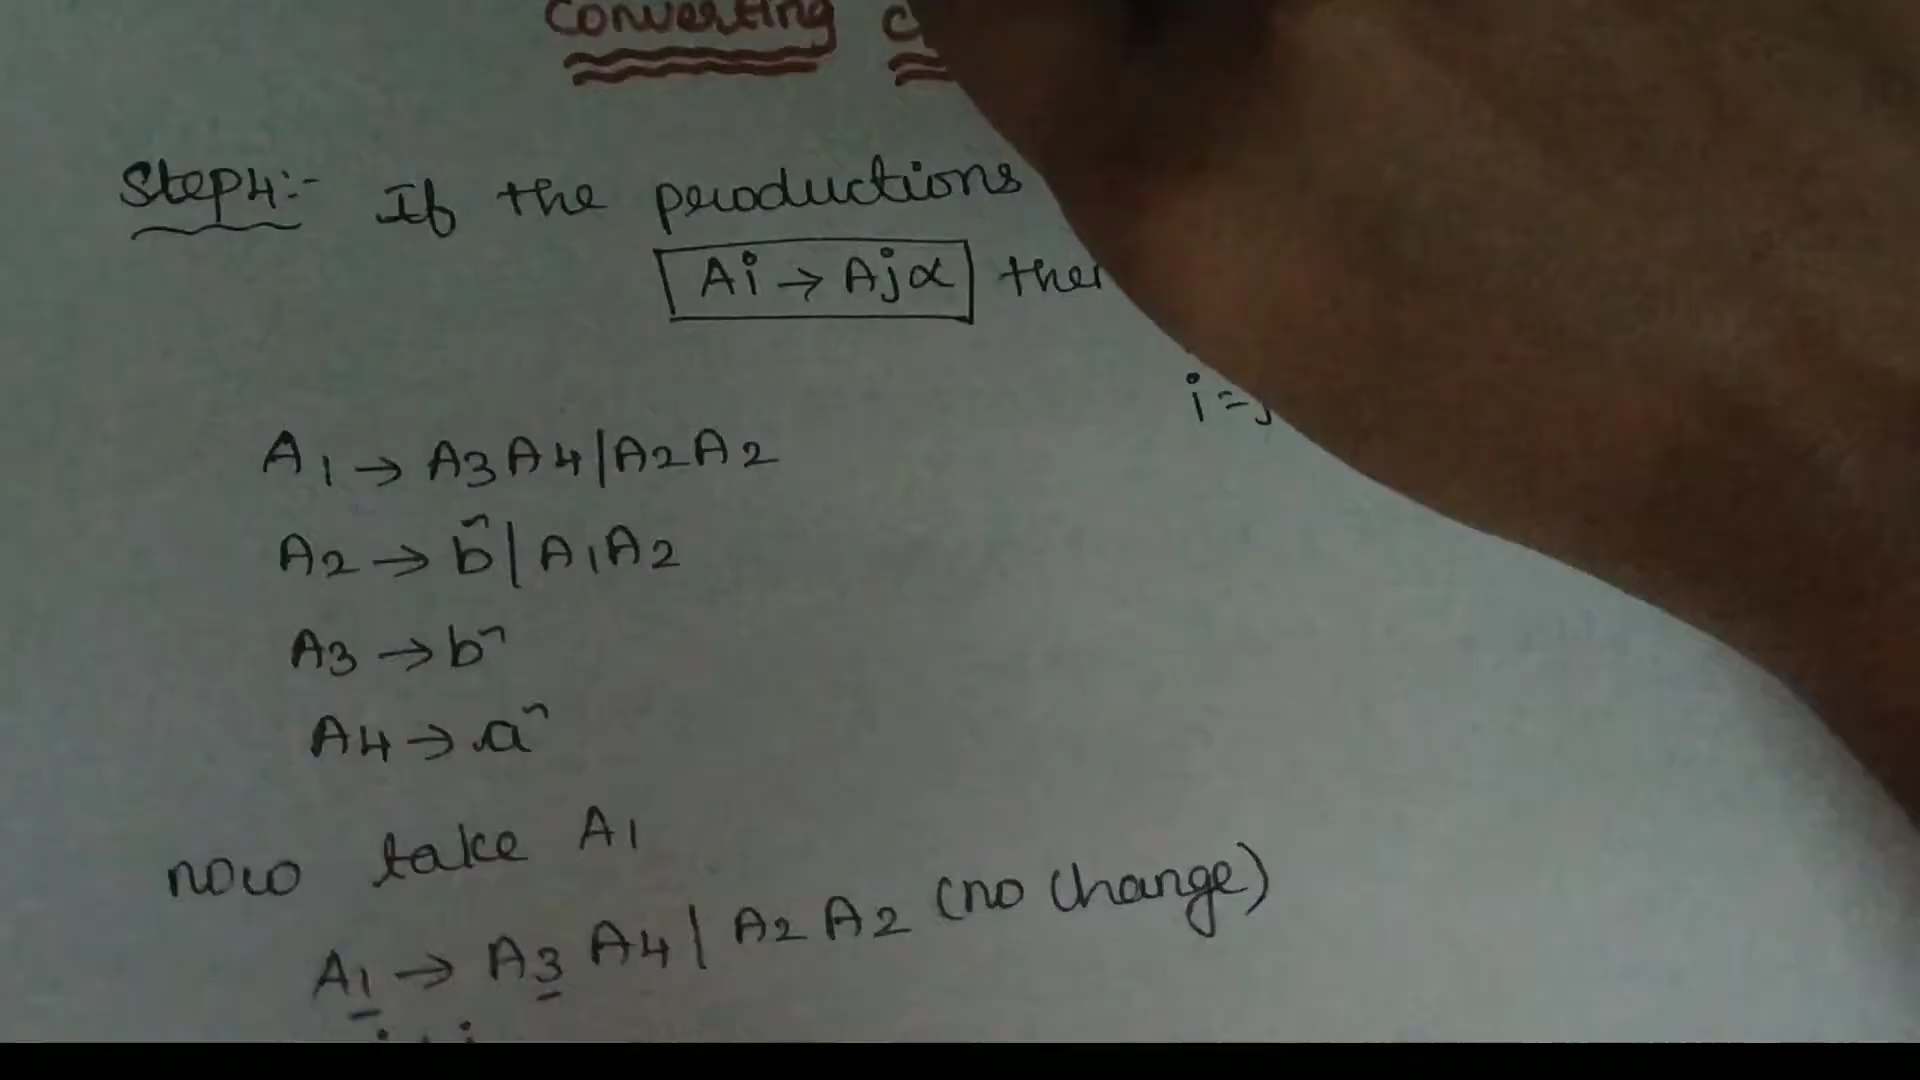 Converting
Step4:- If the productions
Ai → Ajα
i =
A1 → A3A4|A2A2
A2 → b|A1A2
A3 → b
A4 → a
now take A1
A1 → A3 A4| A2 A2 (no change)